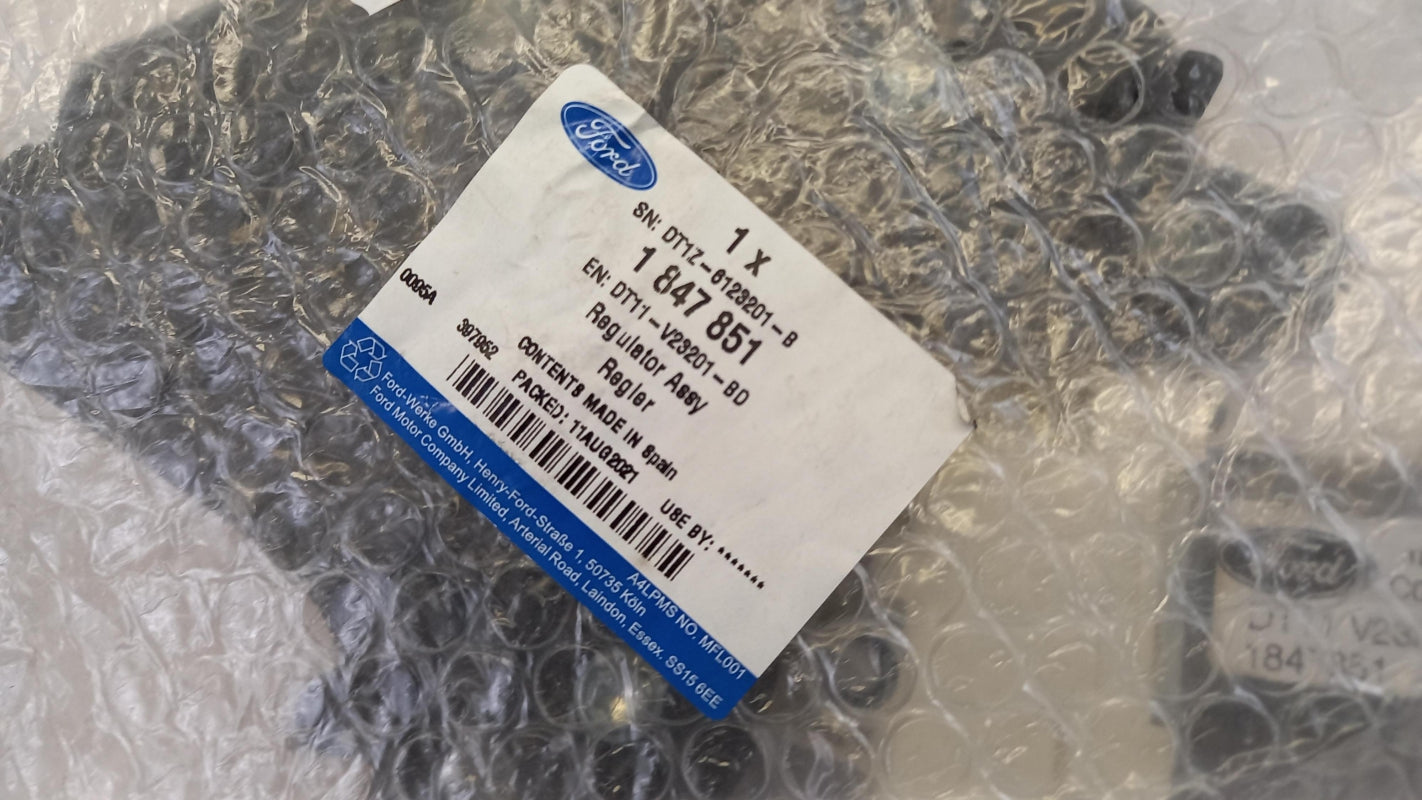 Ford
1 X
SN: DT1Z-6123201-B
1 847 851
EN: DT11-V23201-BD
Regulator Assy
Regler
CONTENTS MADE IN Spain
PACKED: 11AUG2021
USE BY: *******
0095A
397952
A4LPMS NO. MFL001
Ford-Werke GmbH, Henry-Ford-Straße 1, 50735 Köln
Ford Motor Company Limited, Arterial Road, Laindon, Essex. SS15 6EE
Ford